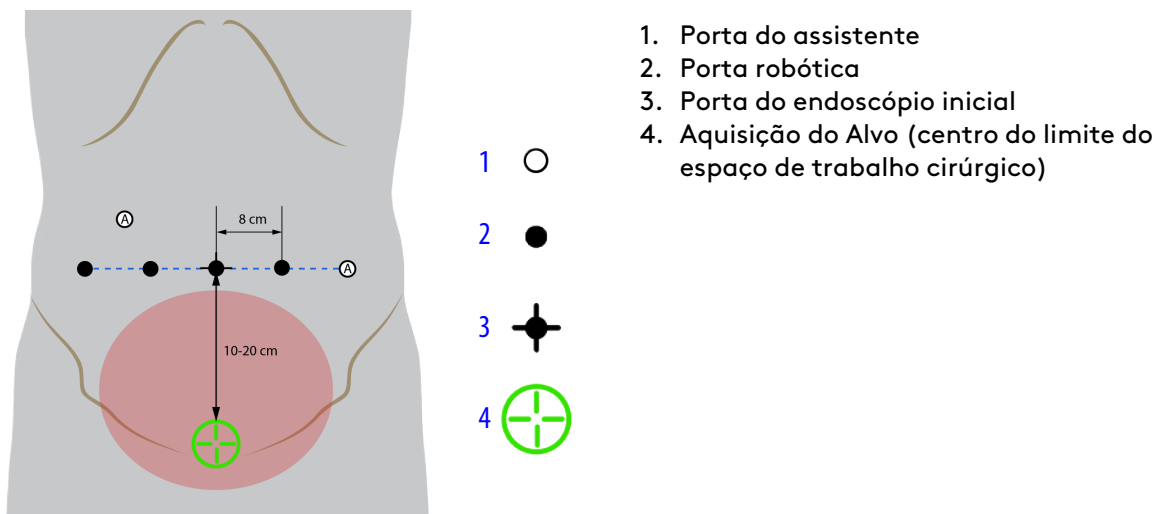 1. Porta do assistente
2. Porta robótica
3. Porta do endoscópio inicial
4. Aquisição do Alvo (centro do limite do
espaço de trabalho cirúrgico)
1
A
8 cm
2
A
3
10-20 cm
4